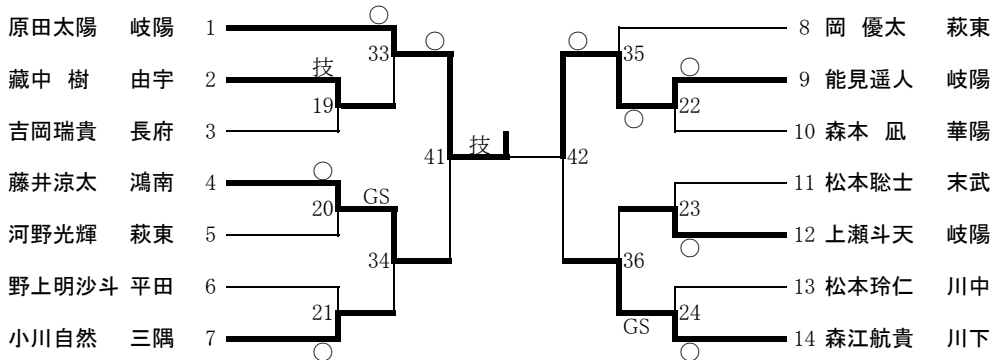 原田太陽 岐陽 1
藏中 樹 由宇 2
吉岡瑞貴 長府 3
藤井涼太 鴻南 4
河野光輝 萩東 5
野上明沙斗 平田 6
小川自然 三隅 7
○
33
技
19
○
41
○
20
GS
34
21
○
技
42
○
35
○
22
○
23
○
36
24
GS
○
8 岡 優太 萩東
9 能見遥人 岐陽
10 森本 凪 華陽
11 松本聡士 末武
12 上瀬斗天 岐陽
13 松本玲仁 川中
14 森江航貴 川下